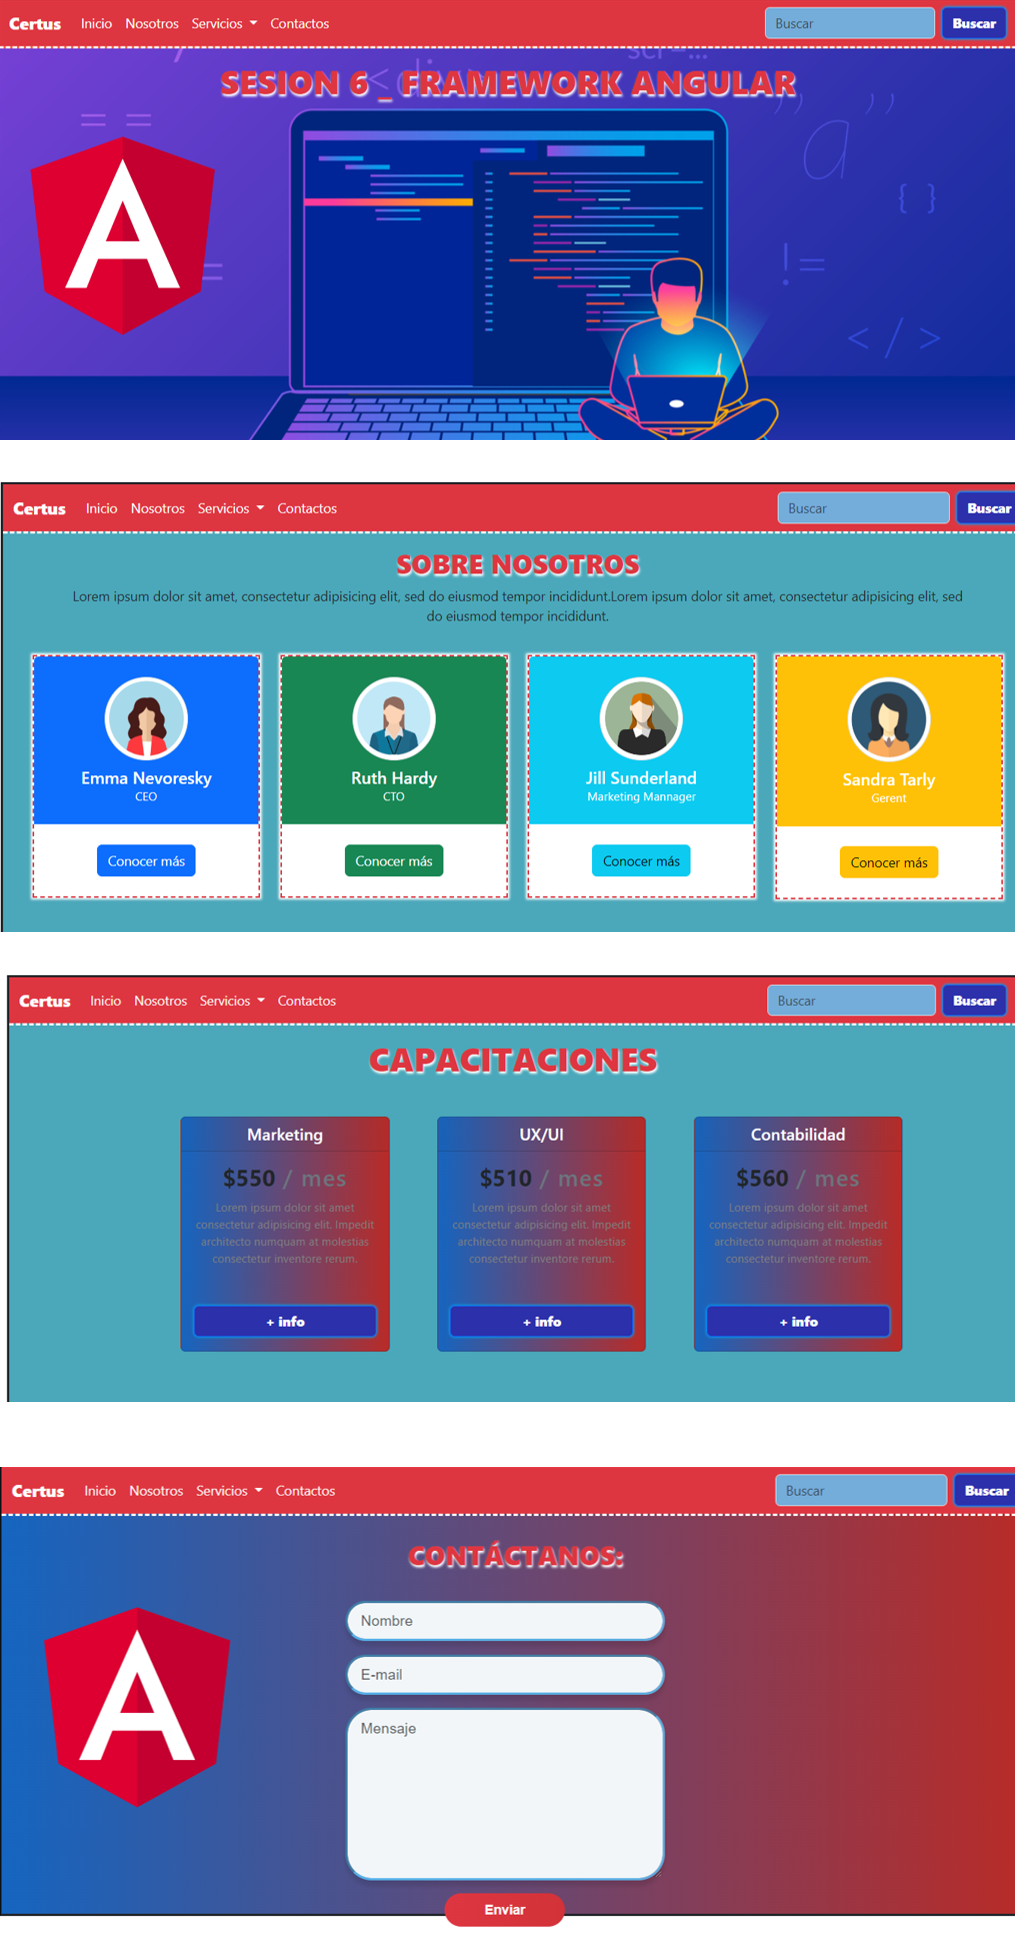 Certus Inicio Nosotros Servicios Contactos Buscar Buscar
scr=...
< di
SESION 6 _ FRAMEWORK ANGULAR
= =
a
{ }
A
! =
=
< / >
Certus Inicio Nosotros Servicios Contactos Buscar Buscar
SOBRE NOSOTROS
Lorem ipsum dolor sit amet, consectetur adipisicing elit, sed do eiusmod tempor incididunt.Lorem ipsum dolor sit amet, consectetur adipisicing elit, sed
do eiusmod tempor incididunt.
Emma Nevoresky Ruth Hardy Jill Sunderland Sandra Tarly
CEO CTO Marketing Mannager Gerent
Conocer más Conocer más Conocer más Conocer más
Certus Inicio Nosotros Servicios Contactos Buscar Buscar
CAPACITACIONES
Marketing
$550 / mes
Lorem ipsum dolor sit amet
consectetur adipisicing elit. Impedit
architecto numquam at molestias
consectetur inventore rerum.
+ info
UX/UI
$510 / mes
Lorem ipsum dolor sit amet
consectetur adipisicing elit. Impedit
architecto numquam at molestias
consectetur inventore rerum.
+ info
Contabilidad
$560 / mes
Lorem ipsum dolor sit amet
consectetur adipisicing elit. Impedit
architecto numquam at molestias
consectetur inventore rerum.
+ info
Certus Inicio Nosotros Servicios Contactos Buscar Buscar
CONTÁCTANOS:
A
Nombre
E-mail
Mensaje
Enviar